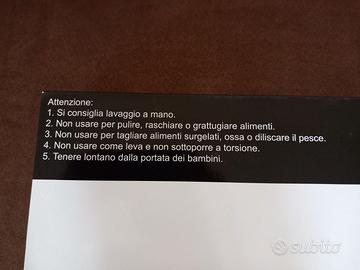 Attenzione:
1. Si consiglia lavaggio a mano.
2. Non usare per pulire, raschiare o grattugiare alimenti.
3. Non usare per tagliare alimenti surgelati, ossa o diliscare il pesce.
4. Non usare come leva e non sottoporre a torsione.
5. Tenere lontano dalla portata dei bambini.
subito